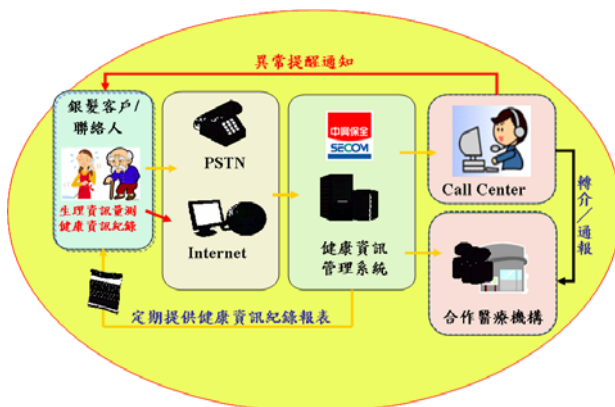 異常提醒通知
銀髮客戶/
聯絡人
生理資訊量測
健康資訊紀錄
PSTN
Internet
中興保全
SECOM
健康資訊
管理系統
Call Center
轉介／通報
合作醫療機構
定期提供健康資訊紀錄報表